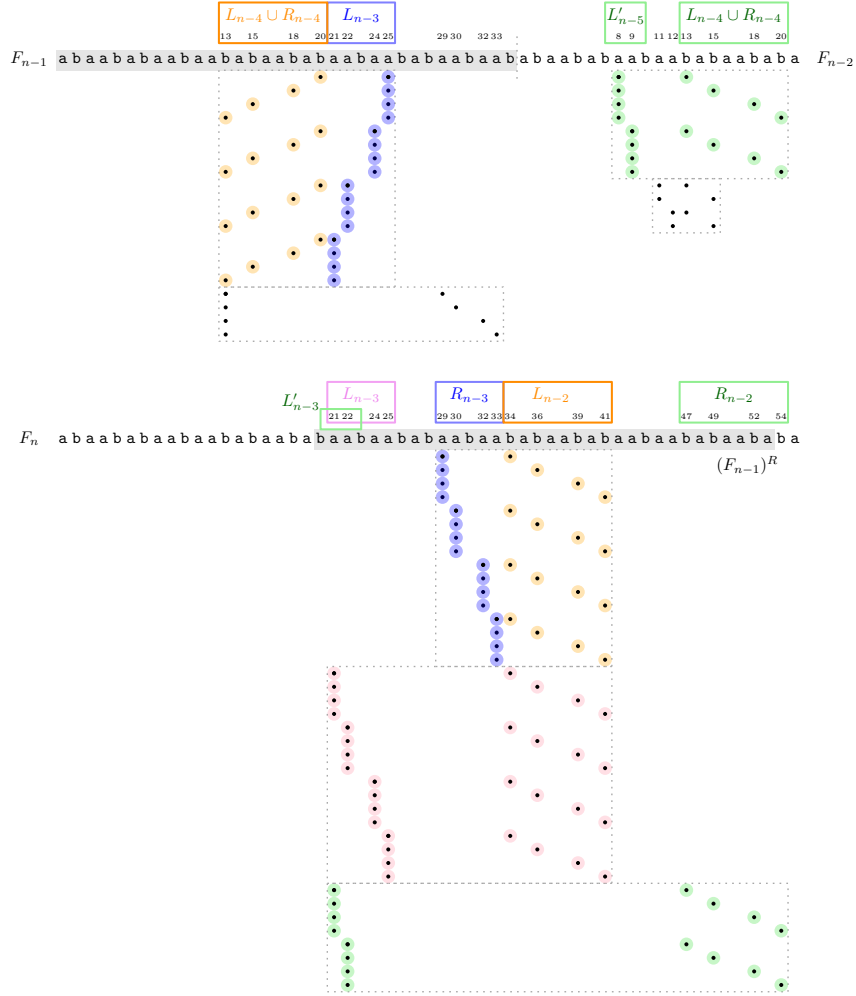 L_{n−4} ∪ R_{n−4} L_{n−3} L′_{n−5} L_{n−4} ∪ R_{n−4}
13 15 18 20 21 22 24 25 29 30 32 33 8 9 11 12 13 15 18 20
F_{n−1} a b a a b a b a a b a a b a b a a b a b a a b a a b a b a a b a a b a b a a b a b a a b a a b a b a a b a b a F_{n−2}
L′_{n−3} L_{n−3} R_{n−3} L_{n−2} R_{n−2}
21 22 24 25 29 30 32 33 34 36 39 41 47 49 52 54
F_n a b a a b a b a a b a a b a b a a b a b a a b a a b a b a a b a a b a b a a b a b a a b a a b a b a a b a b a
(F_{n−1})^R